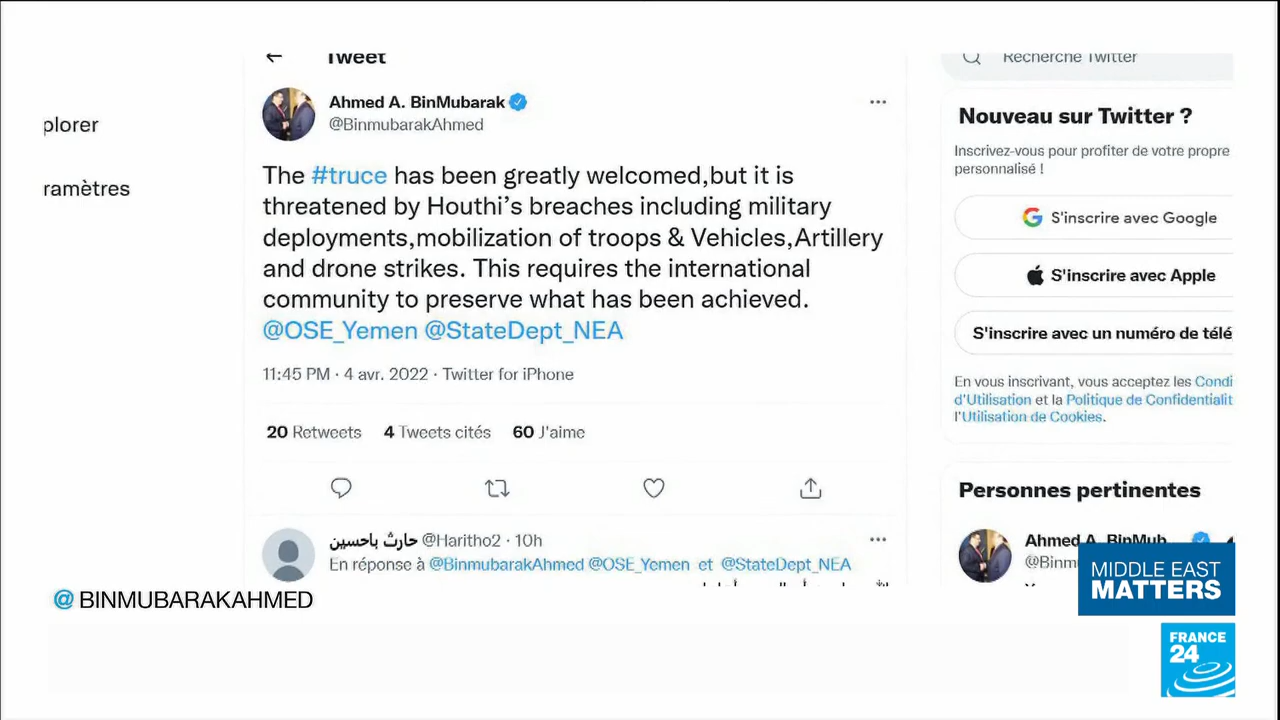 Tweet
Recherche Twitter
Ahmed A. BinMubarak
@BinmubarakAhmed
plorer
ramètres
The #truce has been greatly welcomed,but it is
threatened by Houthi’s breaches including military
deployments,mobilization of troops & Vehicles,Artillery
and drone strikes. This requires the international
community to preserve what has been achieved.
@OSE_Yemen @StateDept_NEA
11:45 PM · 4 avr. 2022 · Twitter for iPhone
20 Retweets 4 Tweets cités 60 J'aime
حارث باحسين @Haritho2 · 10h
En réponse à @BinmubarakAhmed @OSE_Yemen et @StateDept_NEA
Nouveau sur Twitter ?
Inscrivez-vous pour profiter de votre propre
personnalisé !
S'inscrire avec Google
S'inscrire avec Apple
S'inscrire avec un numéro de télé
En vous inscrivant, vous acceptez les Condi
d'Utilisation et la Politique de Confidentialit
l'Utilisation de Cookies.
Personnes pertinentes
Ahmed A. BinMub
@Binm
@ BINMUBARAKAHMED
MIDDLE EAST
MATTERS
FRANCE
24